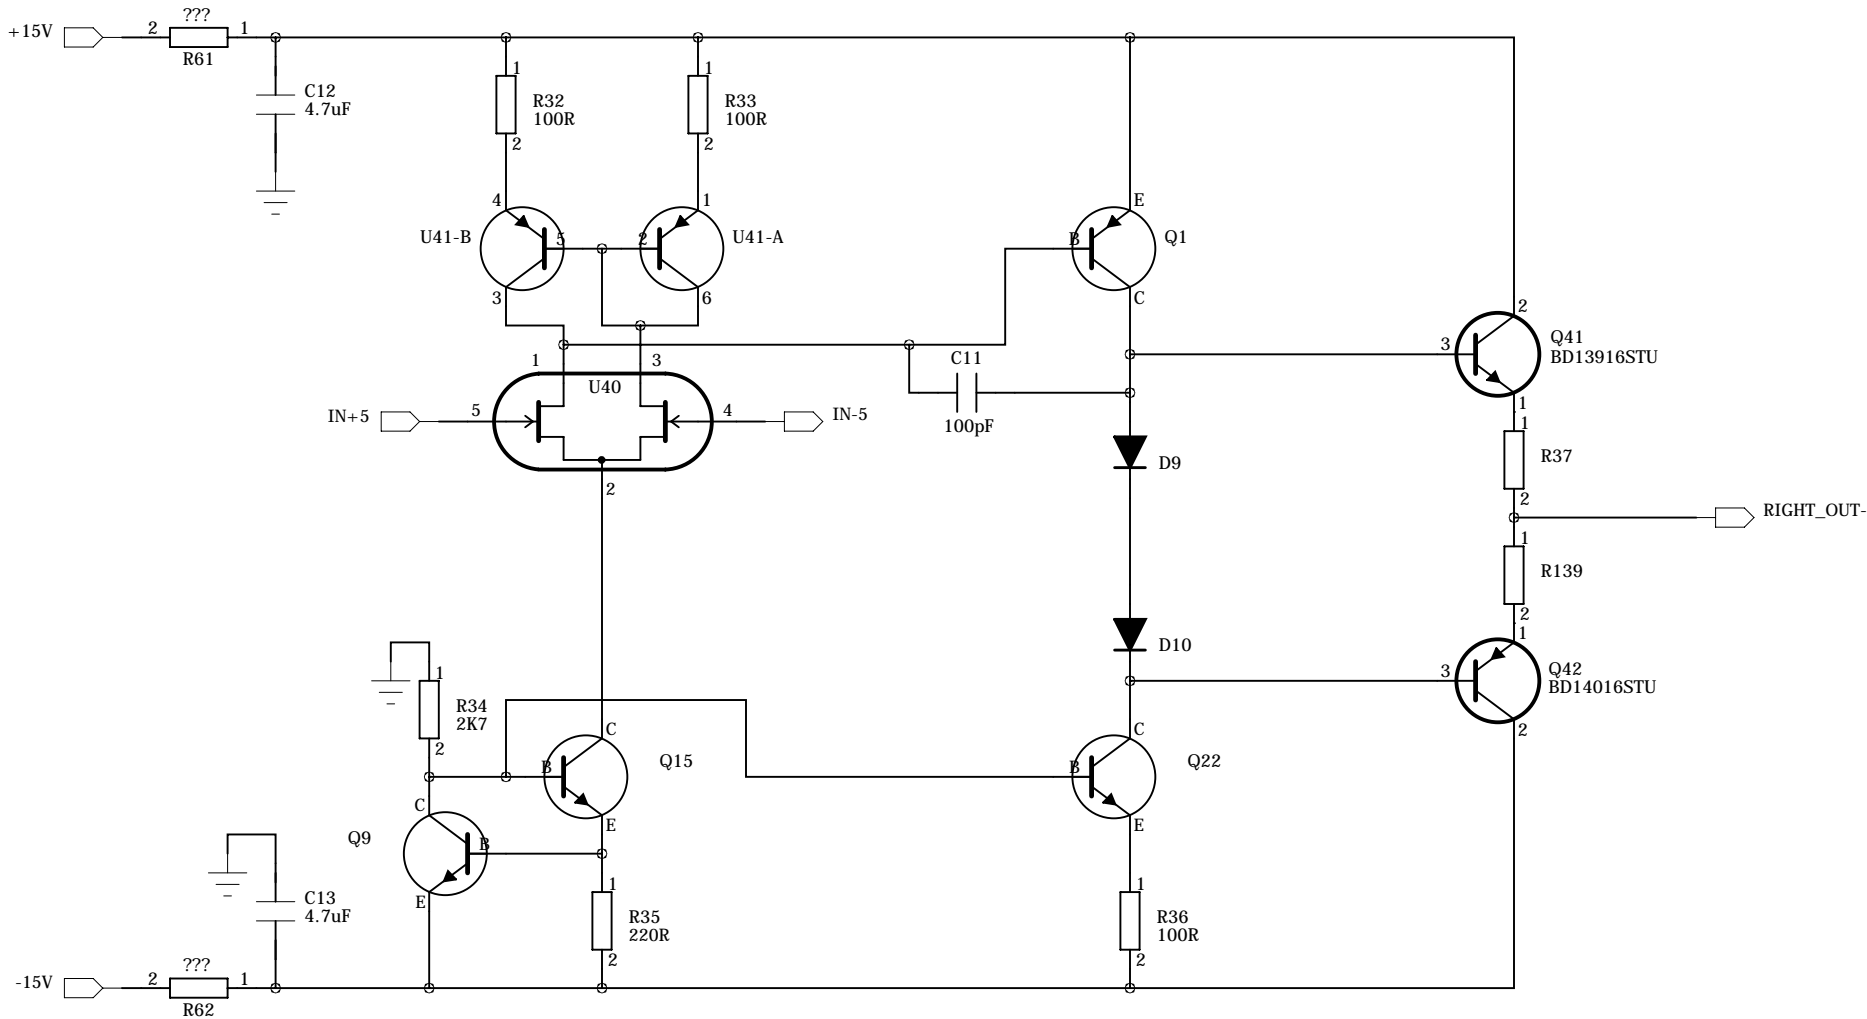 +15V
2
???
1
R61
C12
4.7uF
1
R32
100R
2
1
R33
100R
2
4
U41-B
5
3
1
2
U41-A
6
E
B
Q1
C
2
Q41
3
BD13916STU
1
C11
100pF
1
3
U40
IN+5
5
4
IN-5
2
D9
1
R37
2
RIGHT_OUT-
1
R139
2
D10
1
Q42
3
BD14016STU
2
1
R34
2K7
2
C
Q15
B
E
C
Q22
B
E
C
Q9
B
E
C13
4.7uF
1
R35
220R
2
1
R36
100R
2
-15V
2
???
1
R62